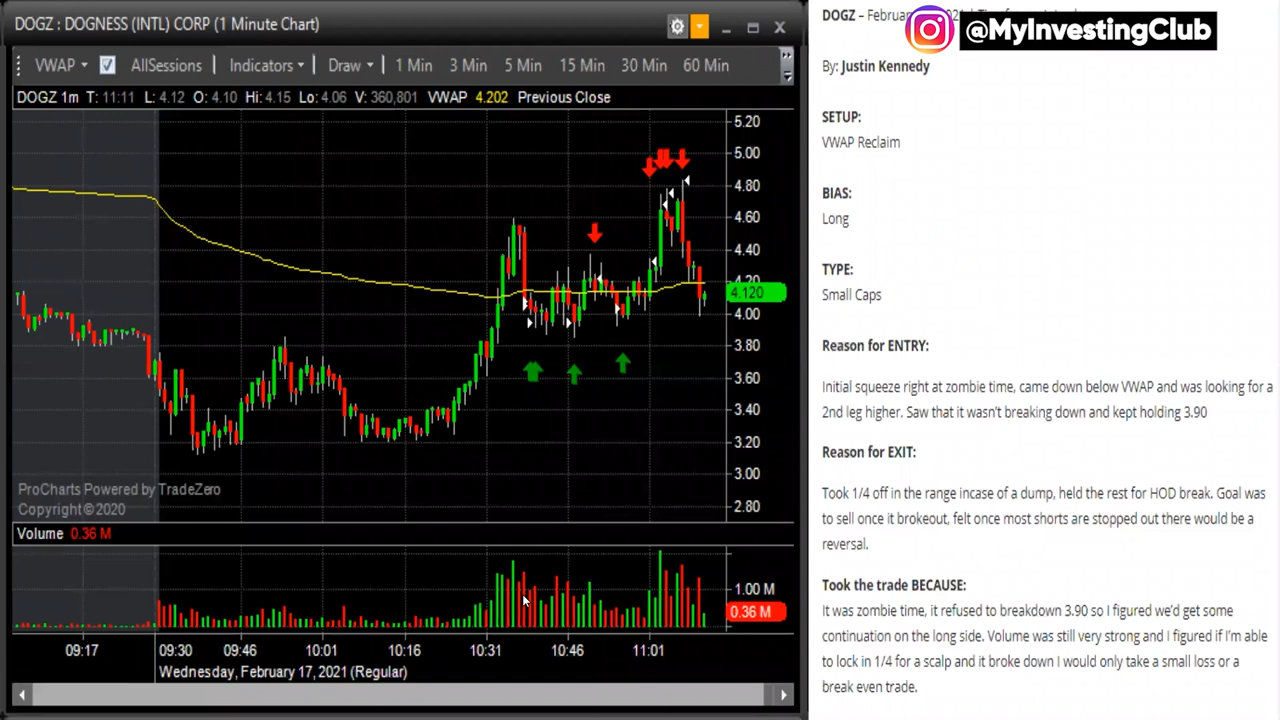 DOGZ : DOGNESS (INTL) CORP (1 Minute Chart)
VWAP AllSessions Indicators Draw 1 Min 3 Min 5 Min 15 Min 30 Min 60 Min
DOGZ 1m T: 11:11 L: 4.12 O: 4.10 Hi: 4.15 Lo: 4.06 V: 360,801 VWAP 4.202 Previous Close
5.20
5.00
4.80
4.60
4.40
4.20
4.120
4.00
3.80
3.60
3.40
3.20
3.00
2.80
ProCharts Powered by TradeZero
Copyright © 2020
Volume 0.36 M
1.00 M
0.36 M
09:17 09:30 09:46 10:01 10:16 10:31 10:46 11:01
Wednesday, February 17, 2021 (Regular)
@MyInvestingClub
DOGZ –
By: Justin Kennedy
SETUP:
VWAP Reclaim
BIAS:
Long
TYPE:
Small Caps
Reason for ENTRY:
Initial squeeze right at zombie time, came down below VWAP and was looking for a
2nd leg higher. Saw that it wasn't breaking down and kept holding 3.90
Reason for EXIT:
Took 1/4 off in the range incase of a dump, held the rest for HOD break. Goal was
to sell once it brokeout, felt once most shorts are stopped out there would be a
reversal.
Took the trade BECAUSE:
It was zombie time, it refused to breakdown 3.90 so I figured we'd get some
continuation on the long side. Volume was still very strong and I figured if I'm able
to lock in 1/4 for a scalp and it broke down I would only take a small loss or a
break even trade.